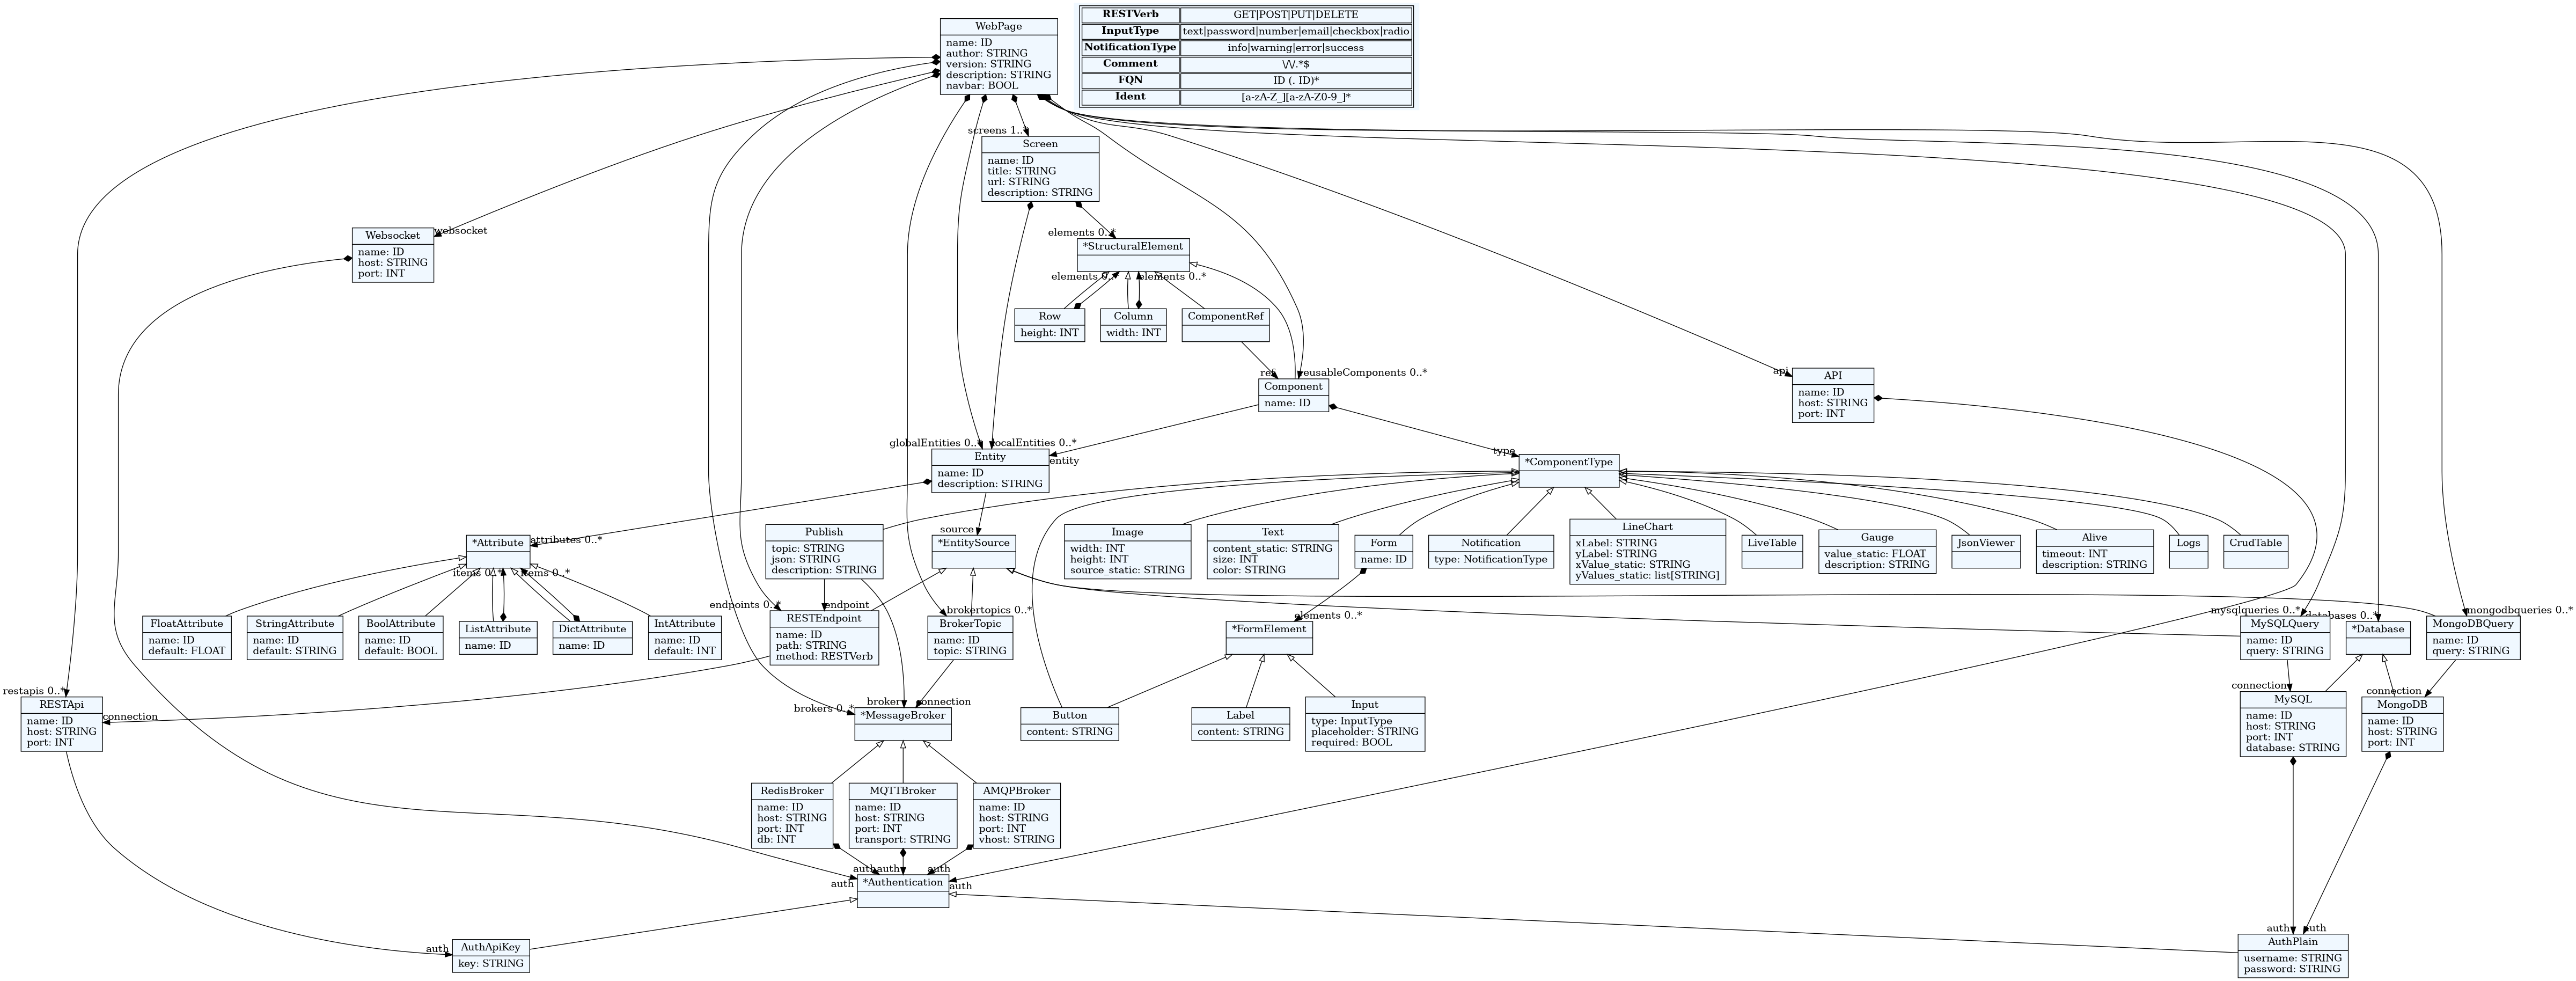 WebPage
name: ID
author: STRING
version: STRING
description: STRING
navbar: BOOL
RESTVerb GET|POST|PUT|DELETE
InputType text|password|number|email|checkbox|radio
NotificationType info|warning|error|success
Comment \/\/.*$
FQN ID (. ID)*
Ident [a-zA-Z_][a-zA-Z0-9_]*
screens 1..*
Screen
name: ID
title: STRING
url: STRING
description: STRING
websocket
Websocket
name: ID
host: STRING
port: INT
elements 0..*
*StructuralElement
elements 0..*
elements 0..*
Row
height: INT
Column
width: INT
ComponentRef
ref
reusableComponents 0..*
Component
name: ID
api
API
name: ID
host: STRING
port: INT
globalEntities 0..*
localEntities 0..*
entity
Entity
name: ID
description: STRING
type
*ComponentType
attributes 0..*
*Attribute
items 0..*
items 0..*
Publish
topic: STRING
json: STRING
description: STRING
source
*EntitySource
Image
width: INT
height: INT
source_static: STRING
Text
content_static: STRING
size: INT
color: STRING
Form
name: ID
Notification
type: NotificationType
LineChart
xLabel: STRING
yLabel: STRING
xValue_static: STRING
yValues_static: list[STRING]
LiveTable
Gauge
value_static: FLOAT
description: STRING
JsonViewer
Alive
timeout: INT
description: STRING
Logs
CrudTable
FloatAttribute
name: ID
default: FLOAT
StringAttribute
name: ID
default: STRING
BoolAttribute
name: ID
default: BOOL
ListAttribute
name: ID
DictAttribute
name: ID
IntAttribute
name: ID
default: INT
endpoints 0..*
endpoint
RESTEndpoint
name: ID
path: STRING
method: RESTVerb
brokertopics 0..*
BrokerTopic
name: ID
topic: STRING
elements 0..*
*FormElement
mysqlqueries 0..*
MySQLQuery
name: ID
query: STRING
databases 0..*
*Database
mongodbqueries 0..*
MongoDBQuery
name: ID
query: STRING
restapis 0..*
RESTApi
name: ID
host: STRING
port: INT
connection
brokers 0..*
broker
connection
*MessageBroker
Button
content: STRING
Label
content: STRING
Input
type: InputType
placeholder: STRING
required: BOOL
connection
MySQL
name: ID
host: STRING
port: INT
database: STRING
connection
MongoDB
name: ID
host: STRING
port: INT
RedisBroker
name: ID
host: STRING
port: INT
db: INT
MQTTBroker
name: ID
host: STRING
port: INT
transport: STRING
AMQPBroker
name: ID
host: STRING
port: INT
vhost: STRING
auth
auth
auth
auth
auth
*Authentication
auth
AuthApiKey
key: STRING
auth
auth
AuthPlain
username: STRING
password: STRING